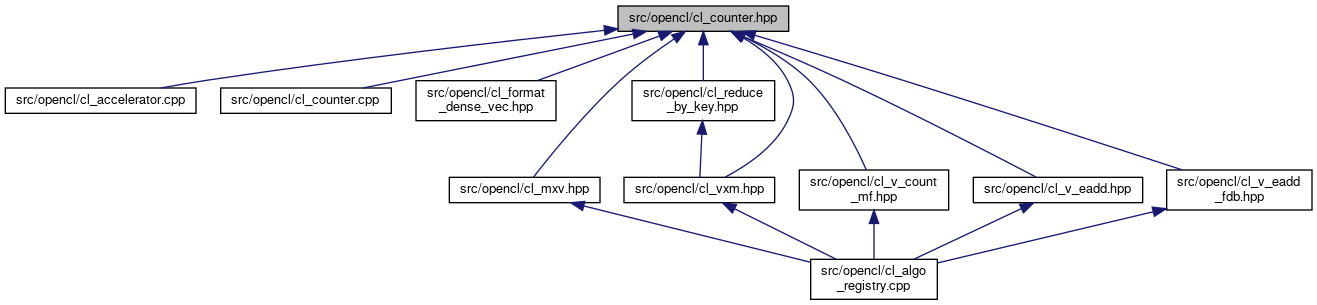 src/opencl/cl_counter.hpp
src/opencl/cl_accelerator.cpp
src/opencl/cl_counter.cpp
src/opencl/cl_format
_dense_vec.hpp
src/opencl/cl_reduce
_by_key.hpp
src/opencl/cl_mxv.hpp
src/opencl/cl_vxm.hpp
src/opencl/cl_v_count
_mf.hpp
src/opencl/cl_v_eadd.hpp
src/opencl/cl_v_eadd
_fdb.hpp
src/opencl/cl_algo
_registry.cpp